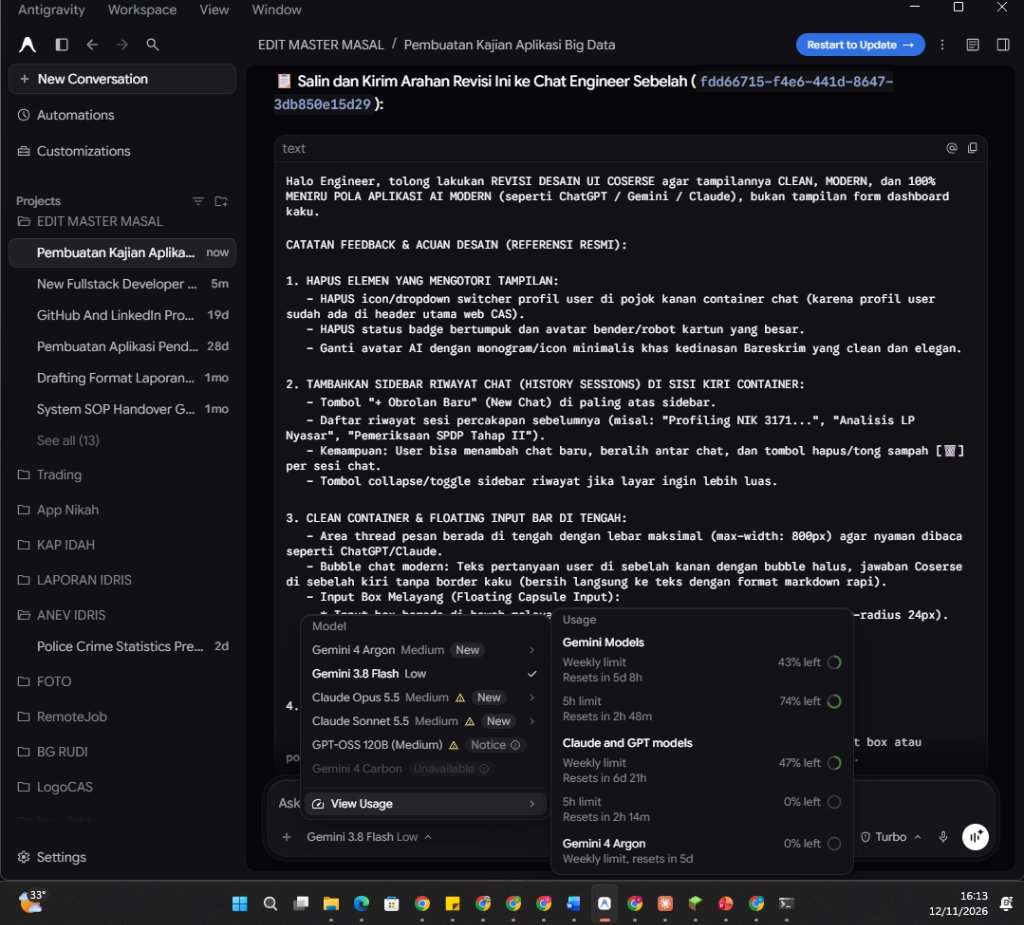 Antigravity Workspace View Window
EDIT MASTER MASAL / Pembuatan Kajian Aplikasi Big Data
Restart to Update →
+ New Conversation
Automations
Customizations
Projects
EDIT MASTER MASAL
Pembuatan Kajian Aplika... now
New Fullstack Developer ... 5m
GitHub And LinkedIn Pro... 19d
Pembuatan Aplikasi Pend... 28d
Drafting Format Laporan... 1mo
System SOP Handover G... 1mo
See all (13)
Trading
App Nikah
KAP IDAH
LAPORAN IDRIS
ANEV IDRIS
Police Crime Statistics Pre... 2d
FOTO
RemoteJob
BG RUDI
LogoCAS
Settings
📋 Salin dan Kirim Arahan Revisi Ini ke Chat Engineer Sebelah ( fdd66715-f4e6-441d-8647-
3db850e15d29 ):
text
Halo Engineer, tolong lakukan REVISI DESAIN UI COSERSE agar tampilannya CLEAN, MODERN, dan 100%
MENIRU POLA APLIKASI AI MODERN (seperti ChatGPT / Gemini / Claude), bukan tampilan form dashboard
kaku.
CATATAN FEEDBACK & ACUAN DESAIN (REFERENSI RESMI):
1. HAPUS ELEMEN YANG MENGOTORI TAMPILAN:
- HAPUS icon/dropdown switcher profil user di pojok kanan container chat (karena profil user
sudah ada di header utama web CAS).
- HAPUS status badge bertumpuk dan avatar bender/robot kartun yang besar.
- Ganti avatar AI dengan monogram/icon minimalis khas kedinasan Bareskrim yang clean dan elegan.
2. TAMBAHKAN SIDEBAR RIWAYAT CHAT (HISTORY SESSIONS) DI SISI KIRI CONTAINER:
- Tombol "+ Obrolan Baru" (New Chat) di paling atas sidebar.
- Daftar riwayat sesi percakapan sebelumnya (misal: "Profiling NIK 3171...", "Analisis LP
Nyasar", "Pemeriksaan SPDP Tahap II").
- Kemampuan: User bisa menambah chat baru, beralih antar chat, dan tombol hapus/tong sampah [🗑️]
per sesi chat.
- Tombol collapse/toggle sidebar riwayat jika layar ingin lebih luas.
3. CLEAN CONTAINER & FLOATING INPUT BAR DI TENGAH:
- Area thread pesan berada di tengah dengan lebar maksimal (max-width: 800px) agar nyaman dibaca
seperti ChatGPT/Claude.
- Bubble chat modern: Teks pertanyaan user di sebelah kanan dengan bubble halus, jawaban Coserse
di sebelah kiri tanpa border kaku (bersih langsung ke teks dengan format markdown rapi).
- Input Box Melayang (Floating Capsule Input):
-radius 24px).
4.
t box atau
po
Model
Gemini 4 Argon Medium New
Gemini 3.8 Flash Low
Claude Opus 5.5 Medium New
Claude Sonnet 5.5 Medium New
GPT-OSS 120B (Medium) Notice
Gemini 4 Carbon Unavailable
View Usage
Usage
Gemini Models
Weekly limit 43% left
Resets in 5d 8h
5h limit 74% left
Resets in 2h 48m
Claude and GPT models
Weekly limit 47% left
Resets in 6d 21h
5h limit 0% left
Resets in 2h 14m
Gemini 4 Argon 0% left
Weekly limit, resets in 5d
Ask
+ Gemini 3.8 Flash Low
Turbo
33°
16:13
12/11/2026